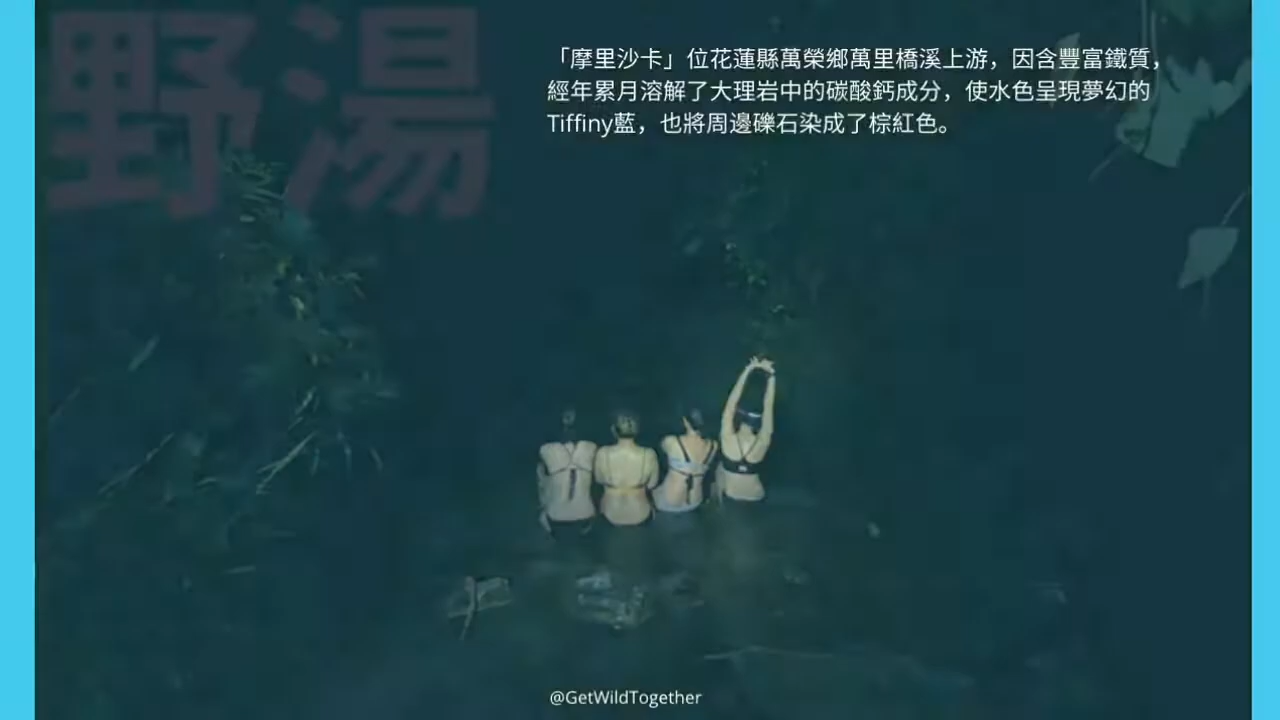 野湯
「摩里沙卡」位花蓮縣萬榮鄉萬里橋溪上游，因含豐富鐵質，
經年累月溶解了大理岩中的碳酸鈣成分，使水色呈現夢幻的
Tiffiny藍，也將周邊礫石染成了棕紅色。
@GetWildTogether